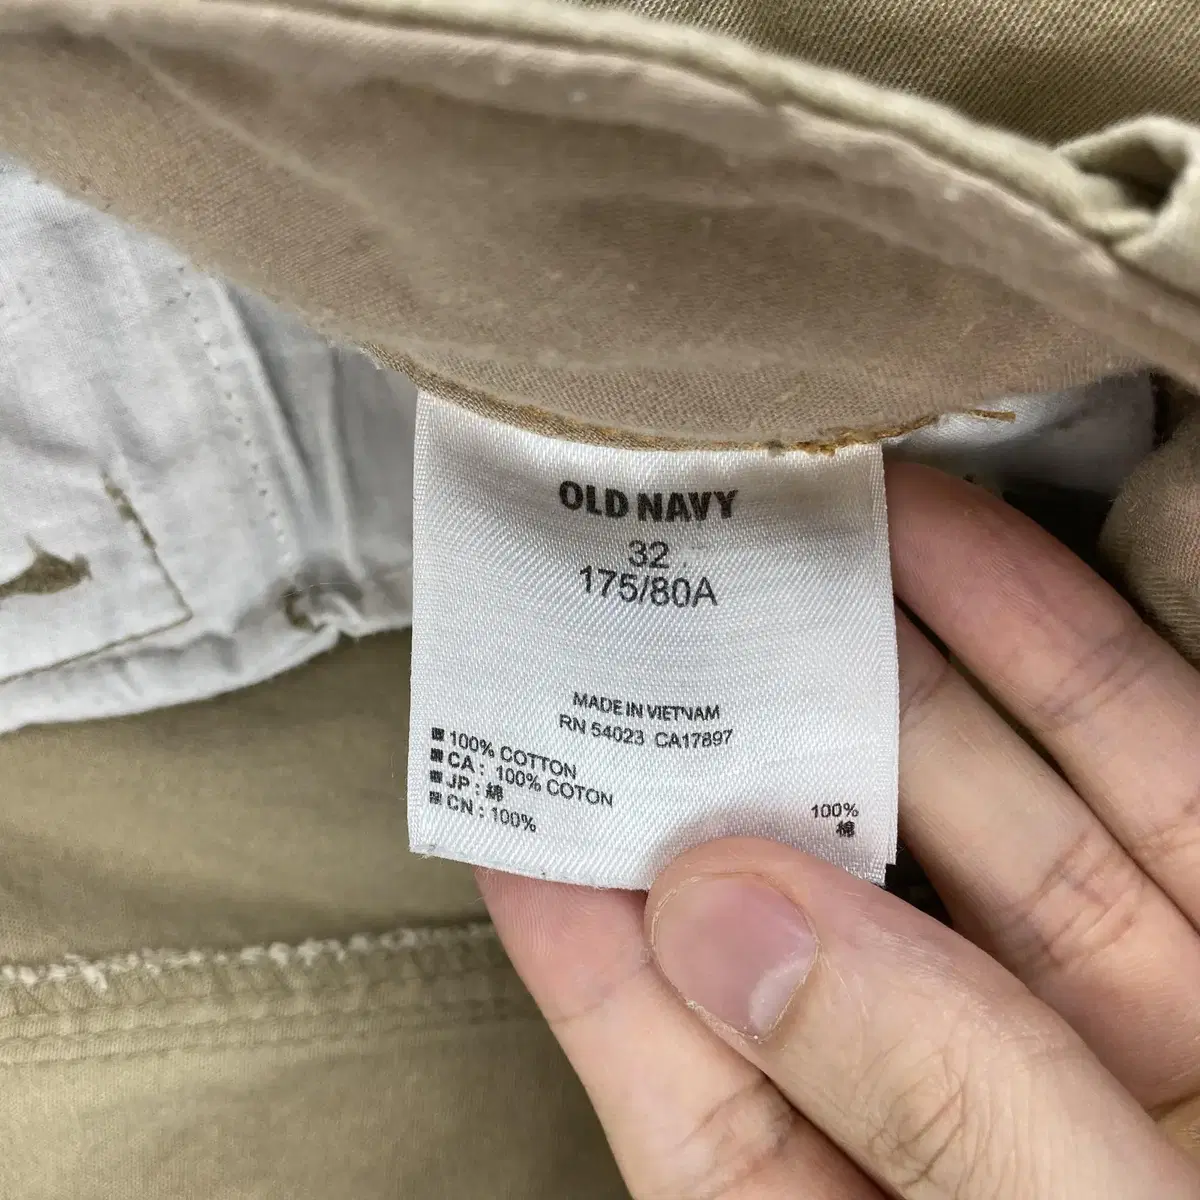 OLD NAVY
32
175/80A
MADE IN VIETNAM
RN 54023 CA17897
100% COTTON
CA : 100% COTON
JP : 綿 100%
CN : 100% 棉